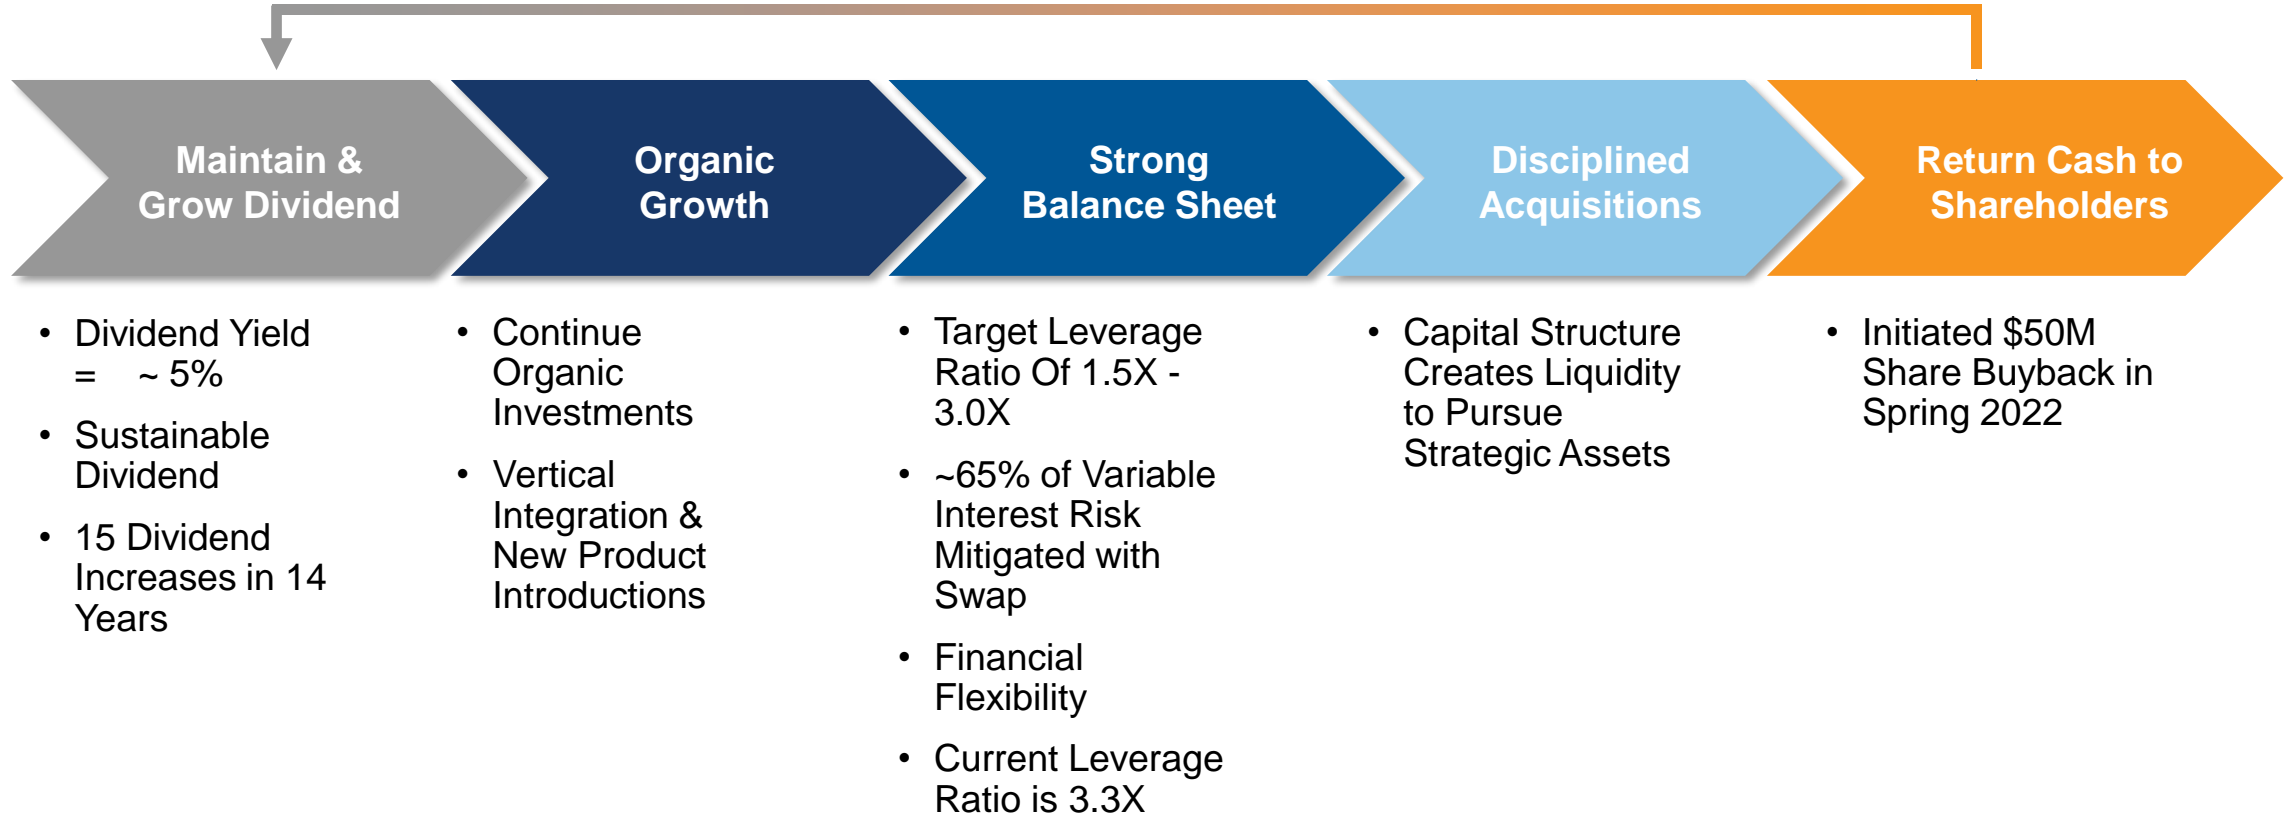 Maintain &
Grow Dividend
Organic
Growth
Strong
Balance Sheet
Disciplined
Acquisitions
Return Cash to
Shareholders
• Dividend Yield
= ~ 5%
• Sustainable
Dividend
• 15 Dividend
Increases in 14
Years
• Continue
Organic
Investments
• Vertical
Integration &
New Product
Introductions
• Target Leverage
Ratio Of 1.5X -
3.0X
• ~65% of Variable
Interest Risk
Mitigated with
Swap
• Financial
Flexibility
• Current Leverage
Ratio is 3.3X
• Capital Structure
Creates Liquidity
to Pursue
Strategic Assets
• Initiated $50M
Share Buyback in
Spring 2022